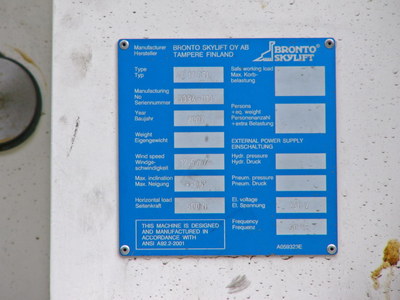 Manufacturer
Hersteller
BRONTO SKYLIFT OY AB
TAMPERE FINLAND
BRONTO
SKYLIFT
Type
Typ
Manufacturing
No
Seriennummer
Year
Baujahr
Weight
Eigengewicht
Wind speed
Windge-
schwindigkeit
Max. inclination
Max. Neigung
Horizontal load
Seitenkraft
THIS MACHINE IS DESIGNED
AND MANUFACTURED IN
ACCORDANCE WITH
ANSI A92.2-2001
Safe working load
Max. Korb-
belastung
Persons
+eq. weight
Personenanzahl
+extra Belastung
EXTERNAL POWER SUPPLY
EINSCHALTUNG
Hydr. pressure
Hydr. Druck
Pneum. pressure
Pneum. Druck
El. voltage
El. Spannung
Frequency
Frequenz
A059323E